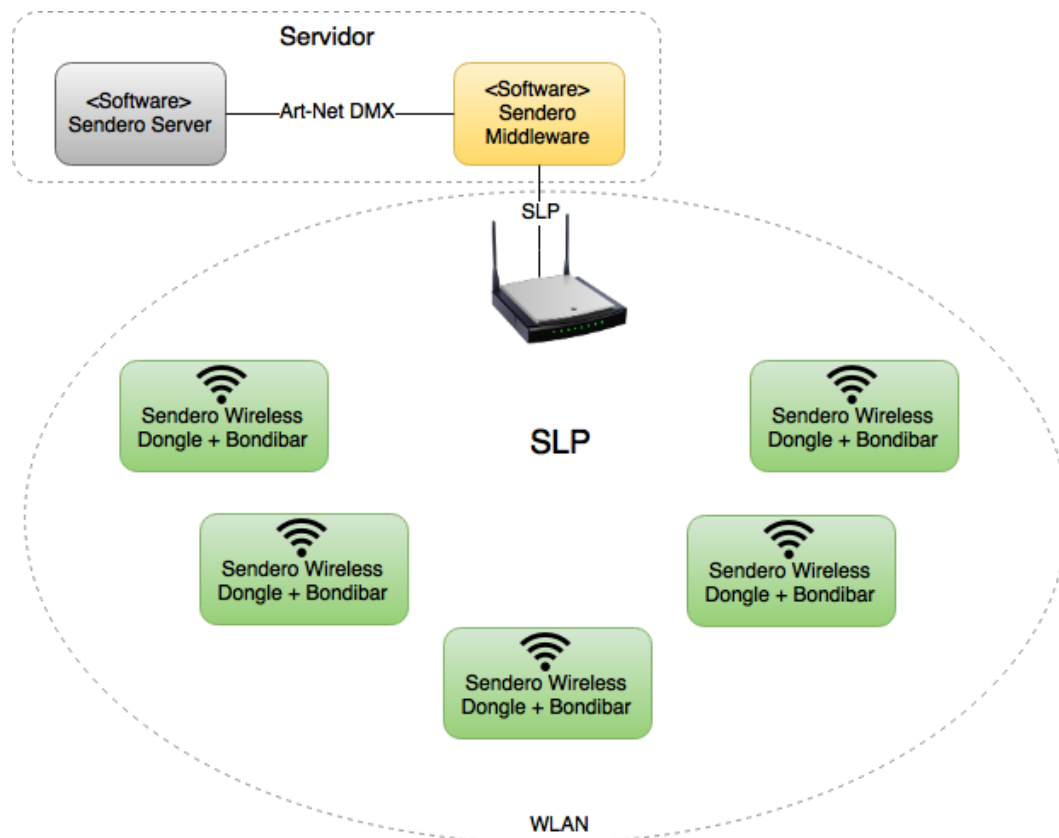 Servidor
<Software>
Sendero Server
Art-Net DMX
<Software>
Sendero
Middleware
SLP
Sendero Wireless
Dongle + Bondibar
Sendero Wireless
Dongle + Bondibar
SLP
Sendero Wireless
Dongle + Bondibar
Sendero Wireless
Dongle + Bondibar
Sendero Wireless
Dongle + Bondibar
WLAN